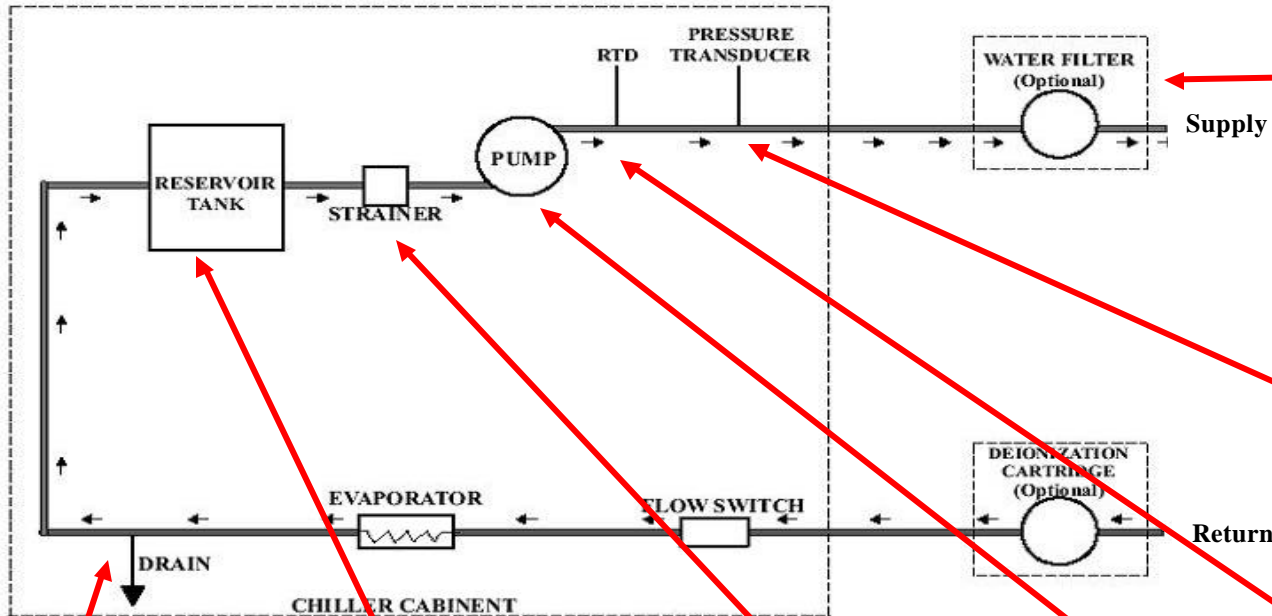 PRESSURE
RTD TRANSDUCER
WATER FILTER
(Optional)
Supply
PUMP
RESERVOIR
TANK
STRAINER
DEIONIZATION
CARTRIDGE
(Optional)
EVAPORATOR
FLOW SWITCH
Return
DRAIN
CHILLER CABINENT